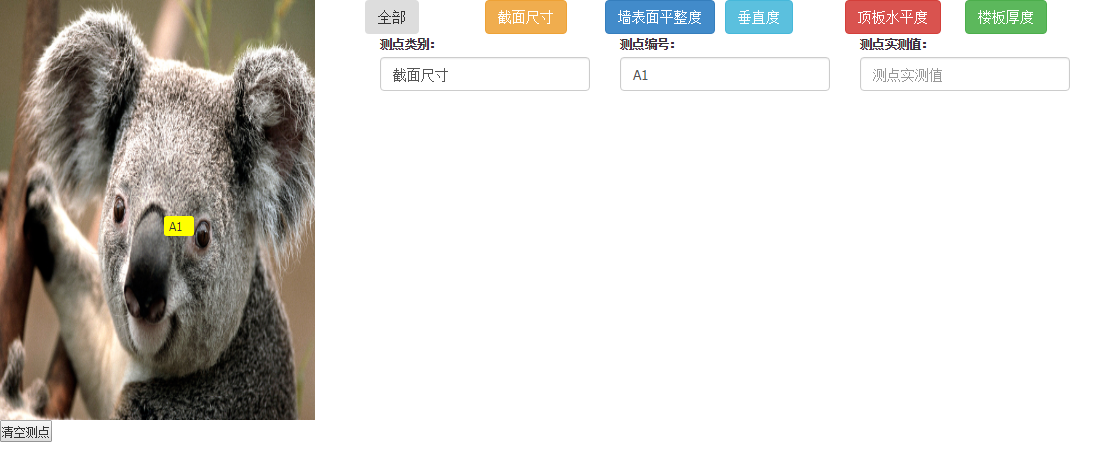 全部 截面尺寸 墙表面平整度 垂直度 顶板水平度 楼板厚度
测点类别: 测点编号: 测点实测值:
截面尺寸 A1 测点实测值
A1
清空测点